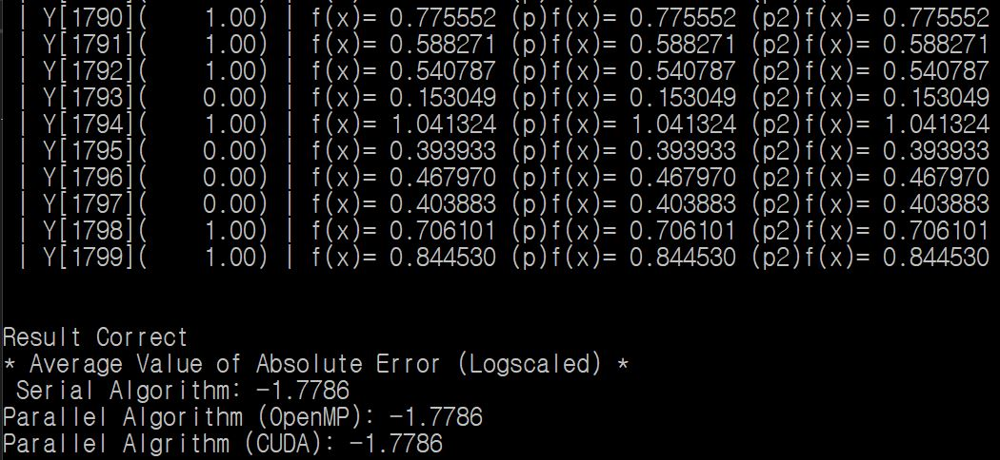 | Y[1790](    1.00) | f(x)= 0.775552 (p)f(x)= 0.775552 (p2)f(x)= 0.775552
| Y[1791](    1.00) | f(x)= 0.588271 (p)f(x)= 0.588271 (p2)f(x)= 0.588271
| Y[1792](    1.00) | f(x)= 0.540787 (p)f(x)= 0.540787 (p2)f(x)= 0.540787
| Y[1793](    0.00) | f(x)= 0.153049 (p)f(x)= 0.153049 (p2)f(x)= 0.153049
| Y[1794](    1.00) | f(x)= 1.041324 (p)f(x)= 1.041324 (p2)f(x)= 1.041324
| Y[1795](    0.00) | f(x)= 0.393933 (p)f(x)= 0.393933 (p2)f(x)= 0.393933
| Y[1796](    0.00) | f(x)= 0.467970 (p)f(x)= 0.467970 (p2)f(x)= 0.467970
| Y[1797](    0.00) | f(x)= 0.403883 (p)f(x)= 0.403883 (p2)f(x)= 0.403883
| Y[1798](    1.00) | f(x)= 0.706101 (p)f(x)= 0.706101 (p2)f(x)= 0.706101
| Y[1799](    1.00) | f(x)= 0.844530 (p)f(x)= 0.844530 (p2)f(x)= 0.844530
Result Correct
* Average Value of Absolute Error (Logscaled) *
Serial Algorithm: -1.7786
Parallel Algorithm (OpenMP): -1.7786
Parallel Algrithm (CUDA): -1.7786